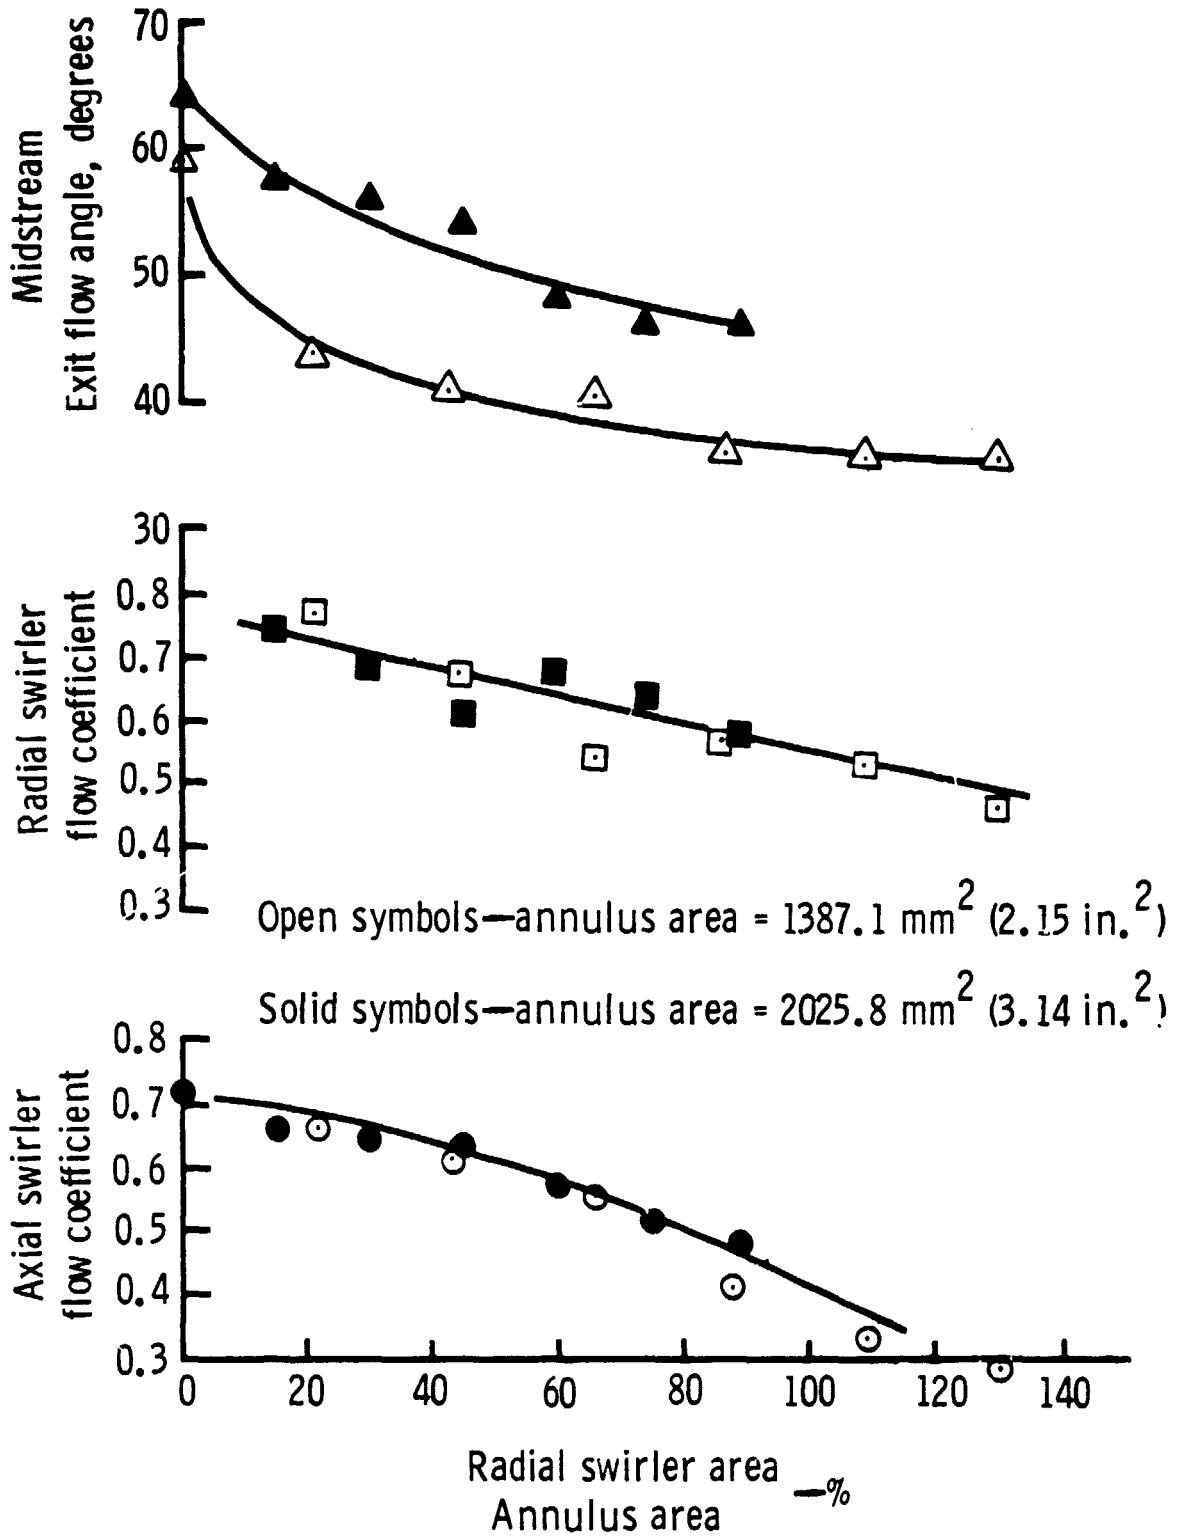 Midstream
Exit flow angle, degrees
70
60
50
40
30
Radial swirler
flow coefficient
0.8
0.7
0.6
0.5
0.4
0.3
Open symbols—annulus area = 1387.1 mm² (2.15 in.²)
Solid symbols—annulus area = 2025.8 mm² (3.14 in.²)
Axial swirler
flow coefficient
0.8
0.7
0.6
0.5
0.4
0.3
0 20 40 60 80 100 120 140
Radial swirler area
Annulus area
—%